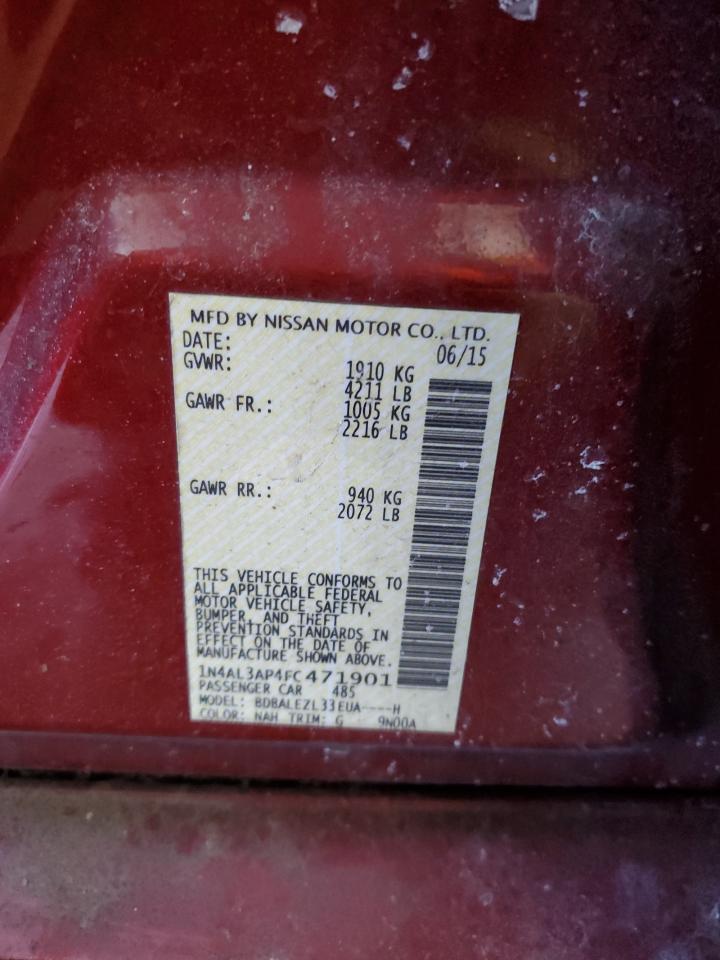 MFD BY NISSAN MOTOR CO., LTD.
DATE: 06/15
GVWR: 1910 KG
4211 LB
GAWR FR.: 1005 KG
2216 LB
GAWR RR.: 940 KG
2072 LB
THIS VEHICLE CONFORMS TO
ALL APPLICABLE FEDERAL
MOTOR VEHICLE SAFETY,
BUMPER, AND THEFT
PREVENTION STANDARDS IN
EFFECT ON THE DATE OF
MANUFACTURE SHOWN ABOVE.
1N4AL3AP4FC471901
PASSENGER CAR 485
MODEL: BDBALEZL33EUA----H
COLOR: NAH TRIM: G 9N00A